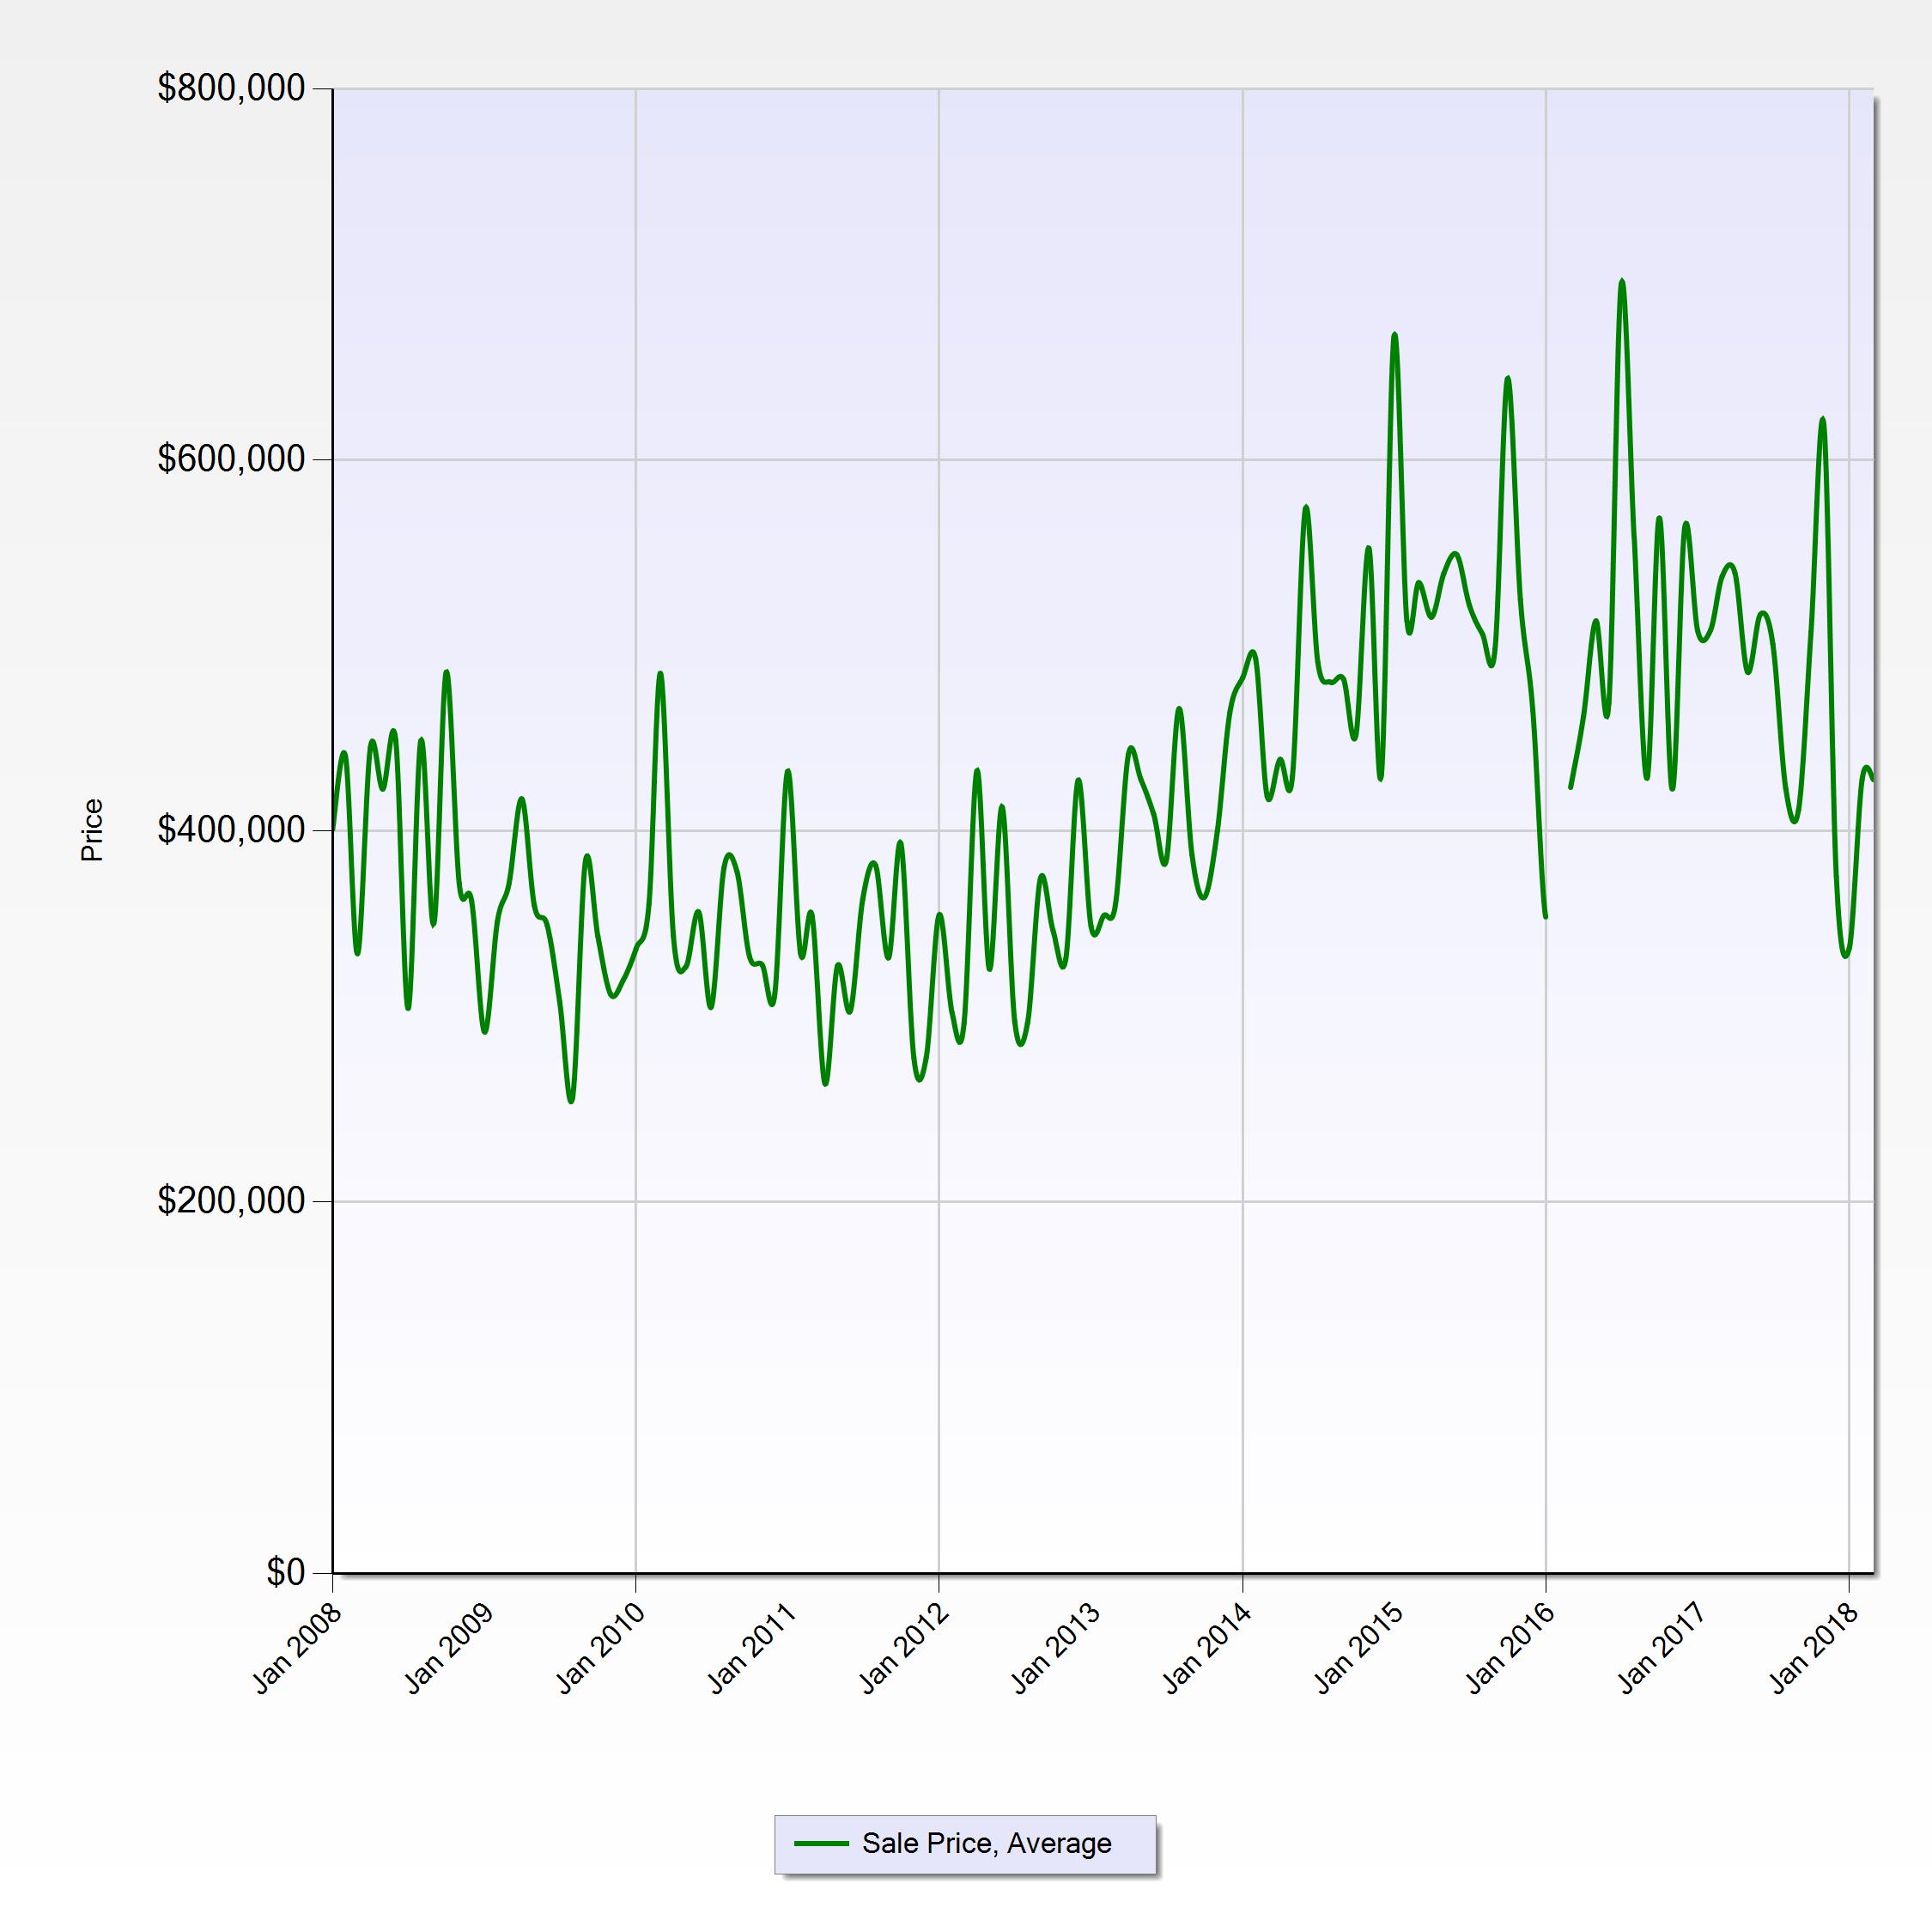 $800,000
$600,000
$400,000
$200,000
$0
Price
Jan 2008
Jan 2009
Jan 2010
Jan 2011
Jan 2012
Jan 2013
Jan 2014
Jan 2015
Jan 2016
Jan 2017
Jan 2018
Sale Price, Average